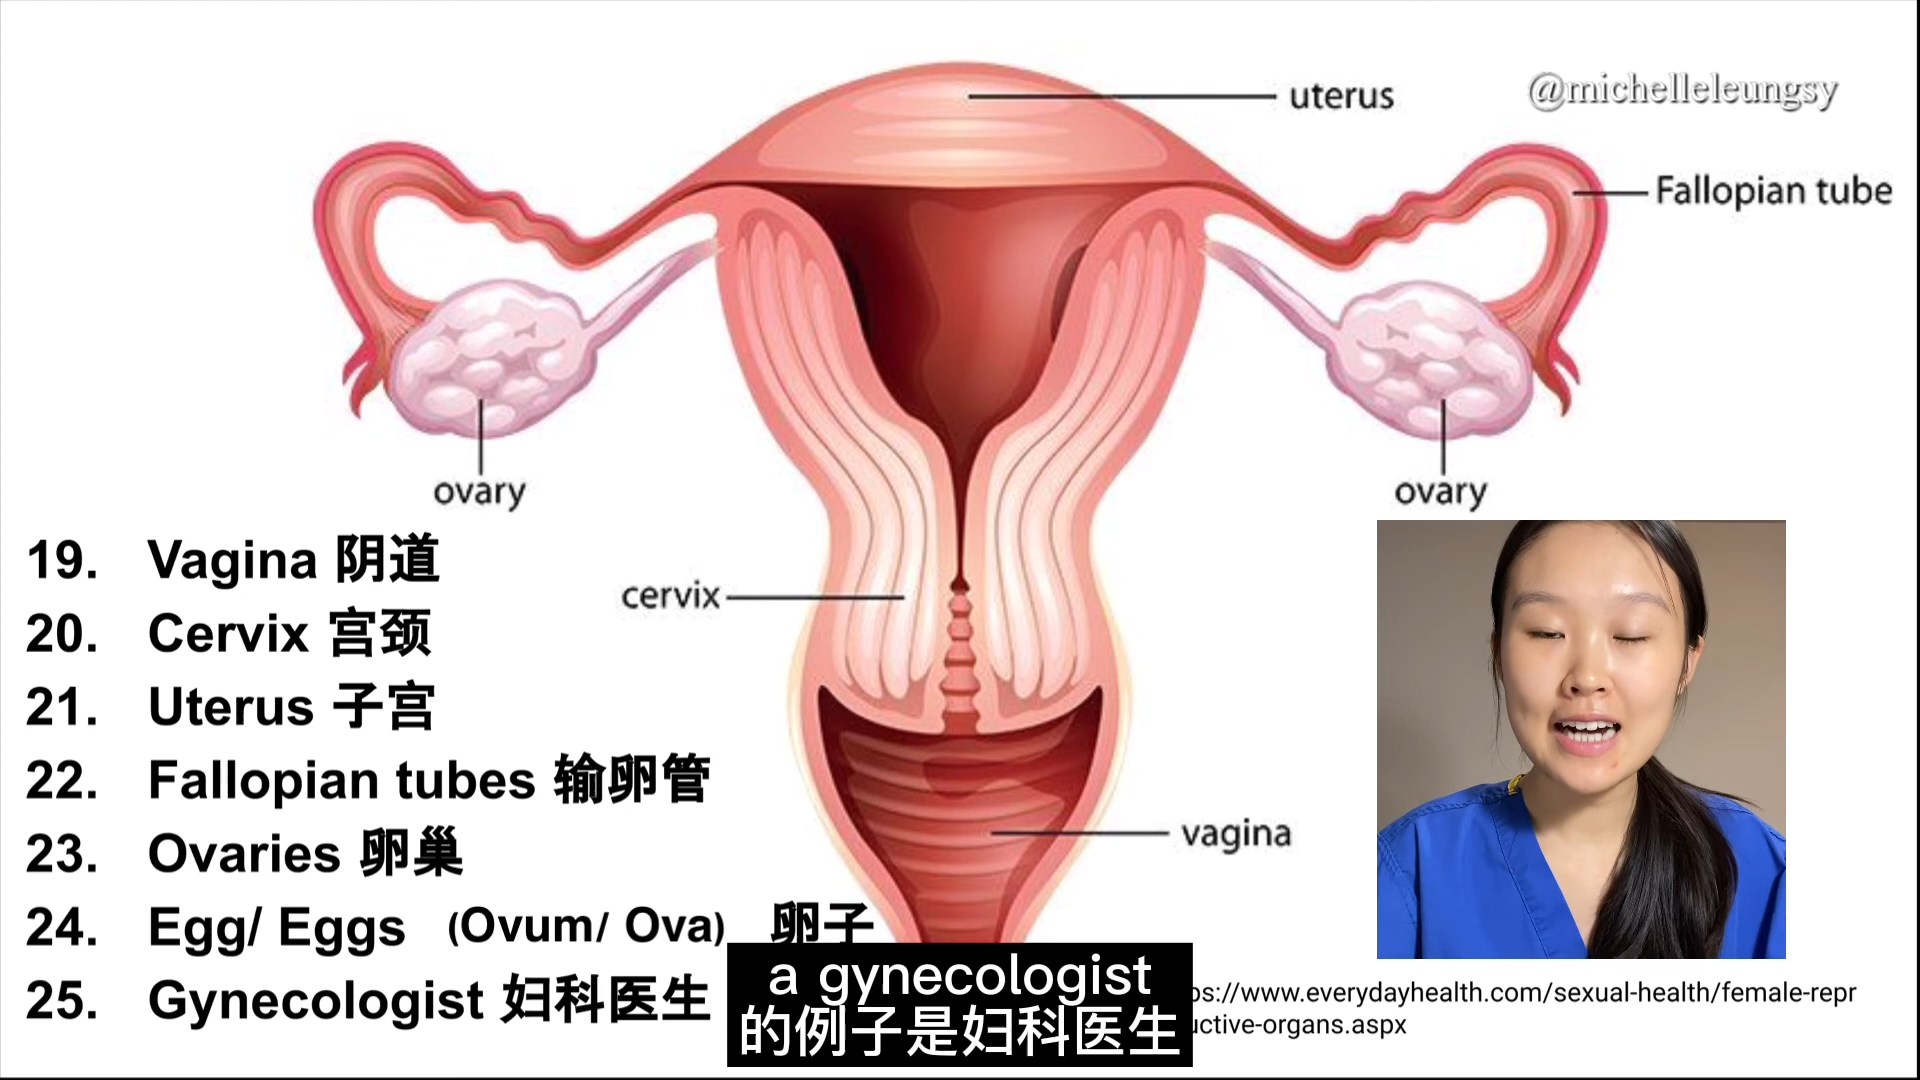 uterus
@michelleleungsy
Fallopian tube
ovary
ovary
cervix
vagina
19. Vagina 阴道
20. Cervix 宫颈
21. Uterus 子宫
22. Fallopian tubes 输卵管
23. Ovaries 卵巢
24. Egg/ Eggs (Ovum/ Ova) 卵子
25. Gynecologist 妇科医生
a gynecologist
的例子是妇科医生
ps://www.everydayhealth.com/sexual-health/female-repr
uctive-organs.aspx